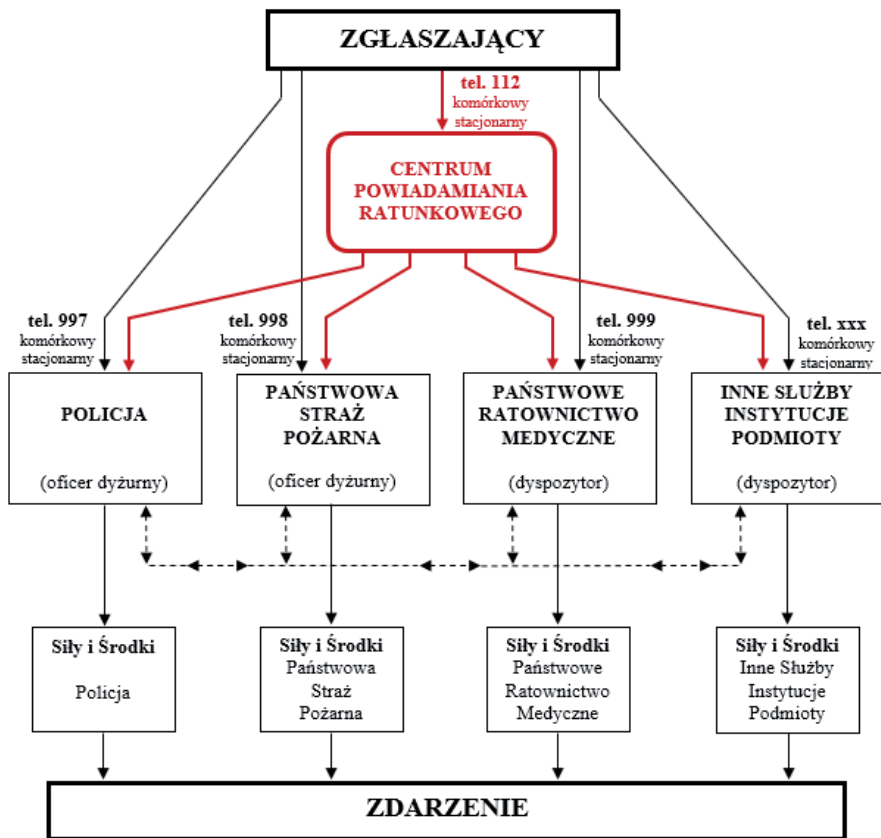 ZGŁASZAJĄCY
tel. 112
komórkowy
stacjonarny
CENTRUM
POWIADAMIANIA
RATUNKOWEGO
tel. 997
komórkowy
stacjonarny
tel. 998
komórkowy
stacjonarny
tel. 999
komórkowy
stacjonarny
tel. xxx
komórkowy
stacjonarny
POLICJA
(oficer dyżurny)
PAŃSTWOWA
STRAŻ
POŻARNA
(oficer dyżurny)
PAŃSTWOWE
RATOWNICTWO
MEDYCZNE
(dyspozytor)
INNE SŁUŻBY
INSTYTUCJE
PODMIOTY
(dyspozytor)
Siły i Środki
Policja
Siły i Środki
Państwowa
Straż
Pożarna
Siły i Środki
Państwowe
Ratownictwo
Medyczne
Siły i Środki
Inne Służby
Instytucje
Podmioty
ZDARZENIE